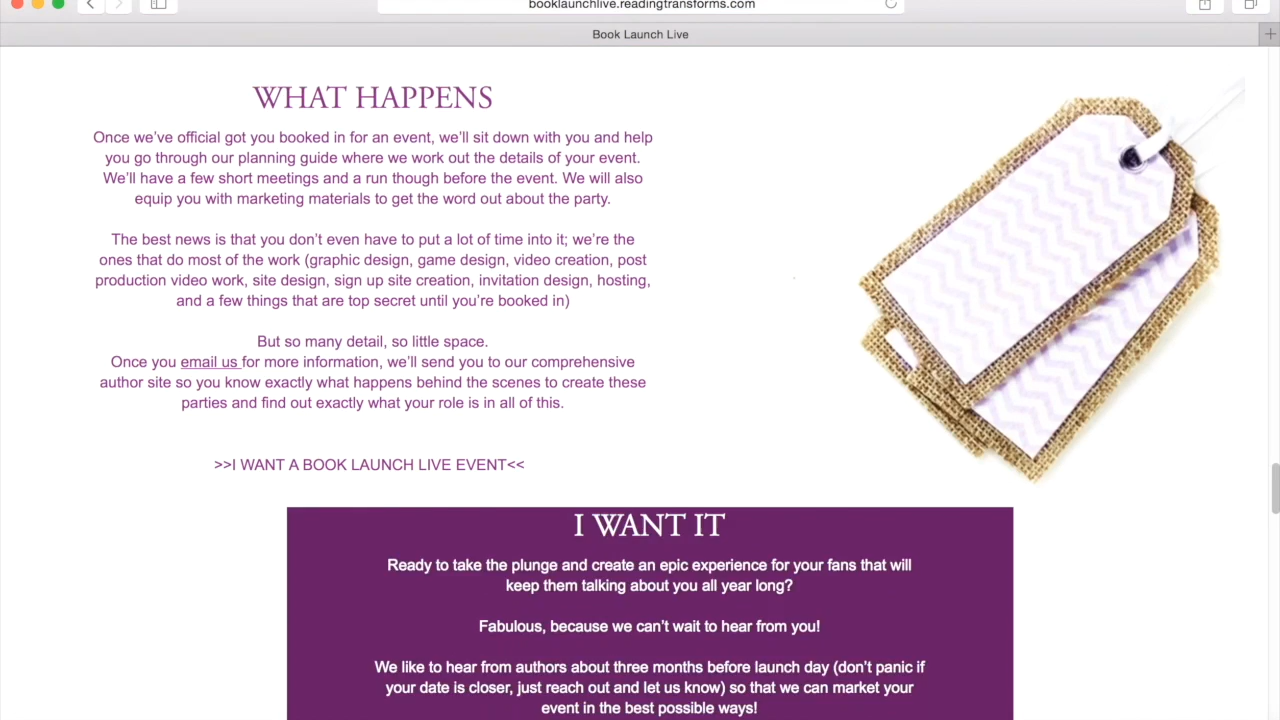 booklaunchlive.readingtransforms.com
Book Launch Live
WHAT HAPPENS
Once we've official got you booked in for an event, we'll sit down with you and help
you go through our planning guide where we work out the details of your event.
We'll have a few short meetings and a run though before the event. We will also
equip you with marketing materials to get the word out about the party.
The best news is that you don't even have to put a lot of time into it; we're the
ones that do most of the work (graphic design, game design, video creation, post
production video work, site design, sign up site creation, invitation design, hosting,
and a few things that are top secret until you're booked in)
But so many detail, so little space.
Once you email us for more information, we'll send you to our comprehensive
author site so you know exactly what happens behind the scenes to create these
parties and find out exactly what your role is in all of this.
>>I WANT A BOOK LAUNCH LIVE EVENT<<
I WANT IT
Ready to take the plunge and create an epic experience for your fans that will
keep them talking about you all year long?
Fabulous, because we can't wait to hear from you!
We like to hear from authors about three months before launch day (don't panic if
your date is closer, just reach out and let us know) so that we can market your
event in the best possible ways!